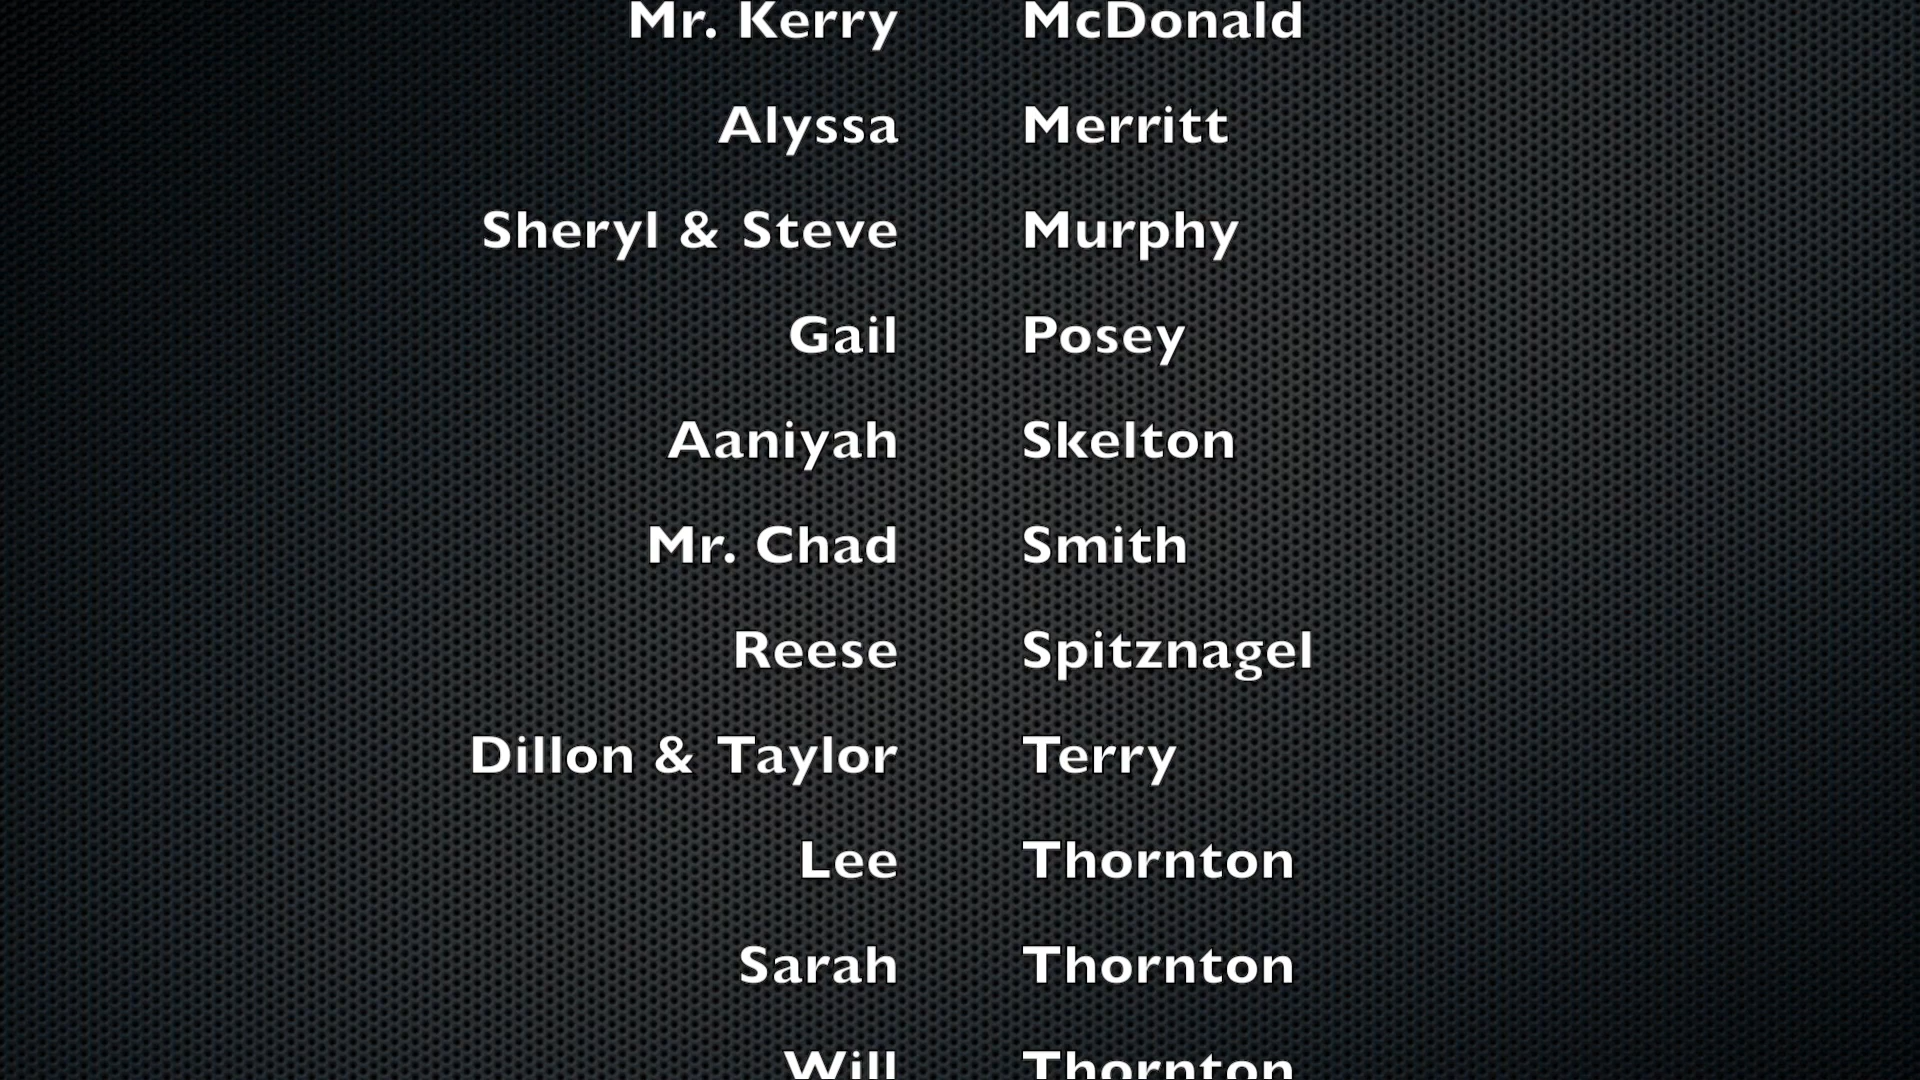 Mr. Kerry McDonald
Alyssa Merritt
Sheryl & Steve Murphy
Gail Posey
Aaniyah Skelton
Mr. Chad Smith
Reese Spitznagel
Dillon & Taylor Terry
Lee Thornton
Sarah Thornton
Will Thornton